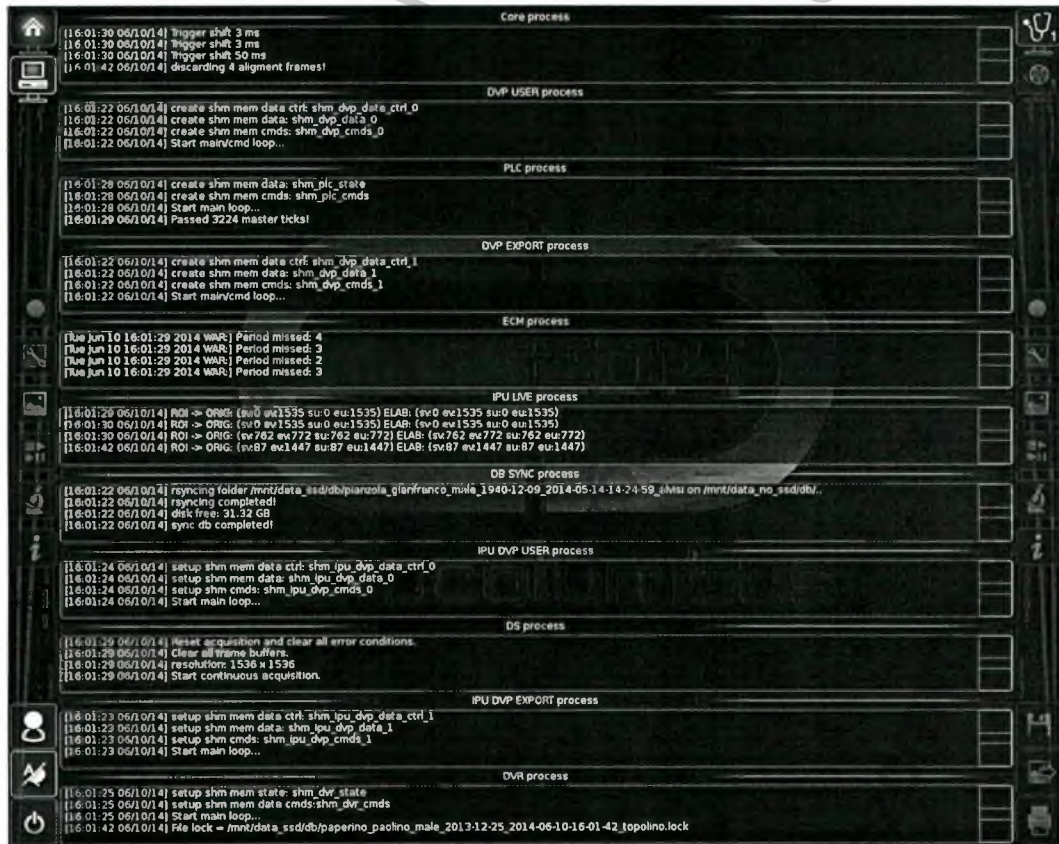 Core process
[16:01:30 06/10/14] Trigger shift 3 ms
[16:01:30 06/10/14] Trigger shift 3 ms
[16:01:30 06/10/14] Trigger shift 50 ms
[16:01:42 06/10/14] discarding 4 aligment frames!
DVP USER process
[16:01:22 06/10/14] create shm mem data ctrl: shm_dvp_data_ctrl_0
[16:01:22 06/10/14] create shm mem data: shm_dvp_data_0
[16:01:22 06/10/14] create shm mem cmds: shm_dvp_cmds_0
[16:01:22 06/10/14] Start main/cmd loop...
PLC process
[16:01:28 06/10/14] create shm mem data: shm_plc_state
[16:01:28 06/10/14] create shm mem cmds: shm_plc_cmds
[16:01:28 06/10/14] Start main loop...
[16:01:29 06/10/14] Passed 3224 master ticks!
DVP EXPORT process
[16:01:22 06/10/14] create shm mem data ctrl: shm_dvp_data_ctrl_1
[16:01:22 06/10/14] create shm mem data: shm_dvp_data_1
[16:01:22 06/10/14] create shm mem cmds: shm_dvp_cmds_1
[16:01:22 06/10/14] Start main/cmd loop...
ECM process
[Tue Jun 10 16:01:29 2014 WAR:] Period missed: 4
[Tue Jun 10 16:01:29 2014 WAR:] Period missed: 3
[Tue Jun 10 16:01:29 2014 WAR:] Period missed: 2
[Tue Jun 10 16:01:29 2014 WAR:] Period missed: 3
IPU LIVE process
[16:01:29 06/10/14] ROI -> ORIG: (sv:0 ev:1535 su:0 eu:1535) ELAB: (sv:0 ev:1535 su:0 eu:1535)
[16:01:30 06/10/14] ROI -> ORIG: (sv:0 ev:1535 su:0 eu:1535) ELAB: (sv:0 ev:1535 su:0 eu:1535)
[16:01:30 06/10/14] ROI -> ORIG: (sv:762 ev:772 su:762 eu:772) ELAB: (sv:762 ev:772 su:762 eu:772)
[16:01:42 06/10/14] ROI -> ORIG: (sv:87 ev:1447 su:87 eu:1447) ELAB: (sv:87 ev:1447 su:87 eu:1447)
DB SYNC process
[16:01:22 06/10/14] rsyncing folder /mnt/data_ssd/db/pianzola_gianfranco_male_1940-12-09_2014-05-14-14-24-59_alvisi on /mnt/data_no_ssd/db/..
[16:01:22 06/10/14] rsyncing completed!
[16:01:22 06/10/14] disk free: 31.32 GB
[16:01:22 06/10/14] sync db completed!
IPU DVP USER process
[16:01:24 06/10/14] setup shm mem data ctrl: shm_ipu_dvp_data_ctrl_0
[16:01:24 06/10/14] setup shm mem data: shm_ipu_dvp_data_0
[16:01:24 06/10/14] setup shm cmds: shm_ipu_dvp_cmds_0
[16:01:24 06/10/14] Start main loop...
DS process
[16:01:29 06/10/14] Reset acquisition and clear all error conditions.
[16:01:29 06/10/14] Clear all frame buffers.
[16:01:29 06/10/14] resolution: 1536 x 1536
[16:01:29 06/10/14] Start continuous acquisition.
IPU DVP EXPORT process
[16:01:23 06/10/14] setup shm mem data ctrl: shm_ipu_dvp_data_ctrl_1
[16:01:23 06/10/14] setup shm mem data: shm_ipu_dvp_data_1
[16:01:23 06/10/14] setup shm cmds: shm_ipu_dvp_cmds_1
[16:01:23 06/10/14] Start main loop...
DVR process
[16:01:25 06/10/14] setup shm mem state: shm_dvr_state
[16:01:25 06/10/14] setup shm mem data cmds:shm_dvr_cmds
[16:01:25 06/10/14] Start main loop...
[16:01:42 06/10/14] File lock = /mnt/data_ssd/db/paperino_paolino_male_2013-12-25_2014-06-10-16-01-42_topolino.lock